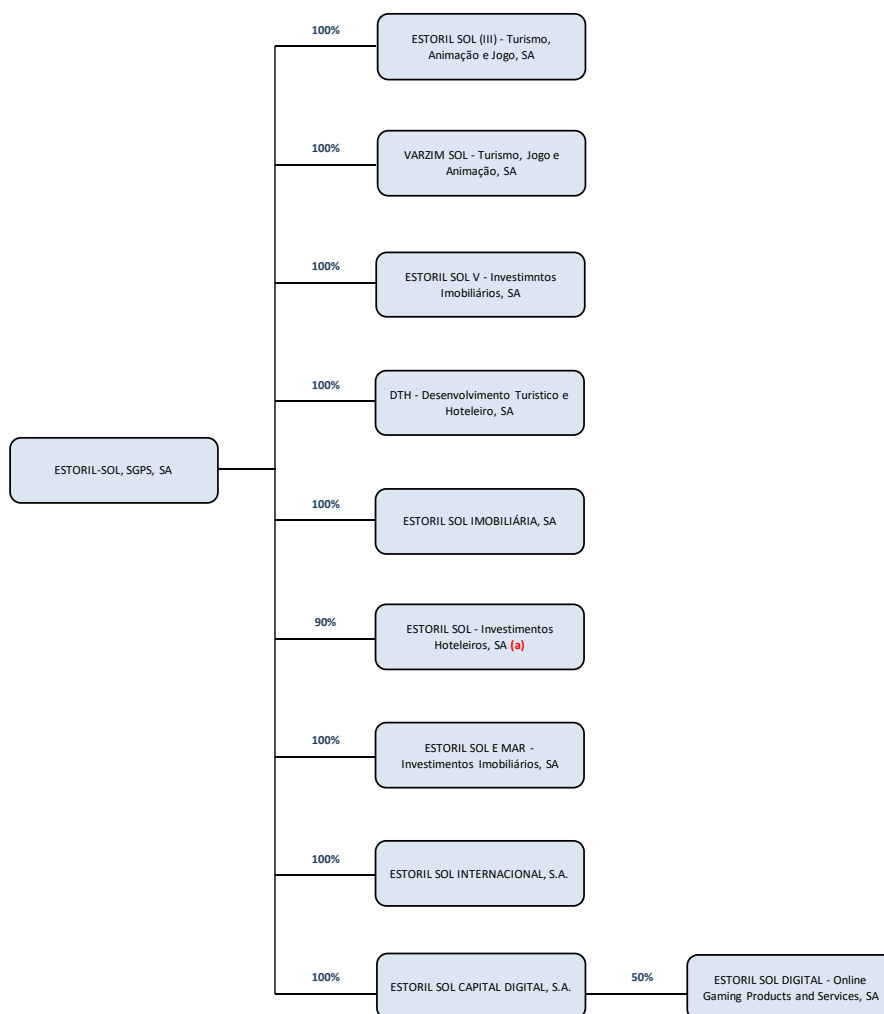 100%
ESTORIL SOL (III) - Turismo,
Animação e Jogo, SA
100%
VARZIM SOL - Turismo, Jogo e
Animação, SA
100%
ESTORIL SOL V - Investimntos
Imobiliários, SA
100%
DTH - Desenvolvimento Turistico e
Hoteleiro, SA
ESTORIL-SOL, SGPS, SA
100%
ESTORIL SOL IMOBILIÁRIA, SA
90%
ESTORIL SOL - Investimentos
Hoteleiros, SA (a)
100%
ESTORIL SOL E MAR -
Investimentos Imobiliários, SA
100%
ESTORIL SOL INTERNACIONAL, S.A.
100%
ESTORIL SOL CAPITAL DIGITAL, S.A.
50%
ESTORIL SOL DIGITAL - Online
Gaming Products and Services, SA